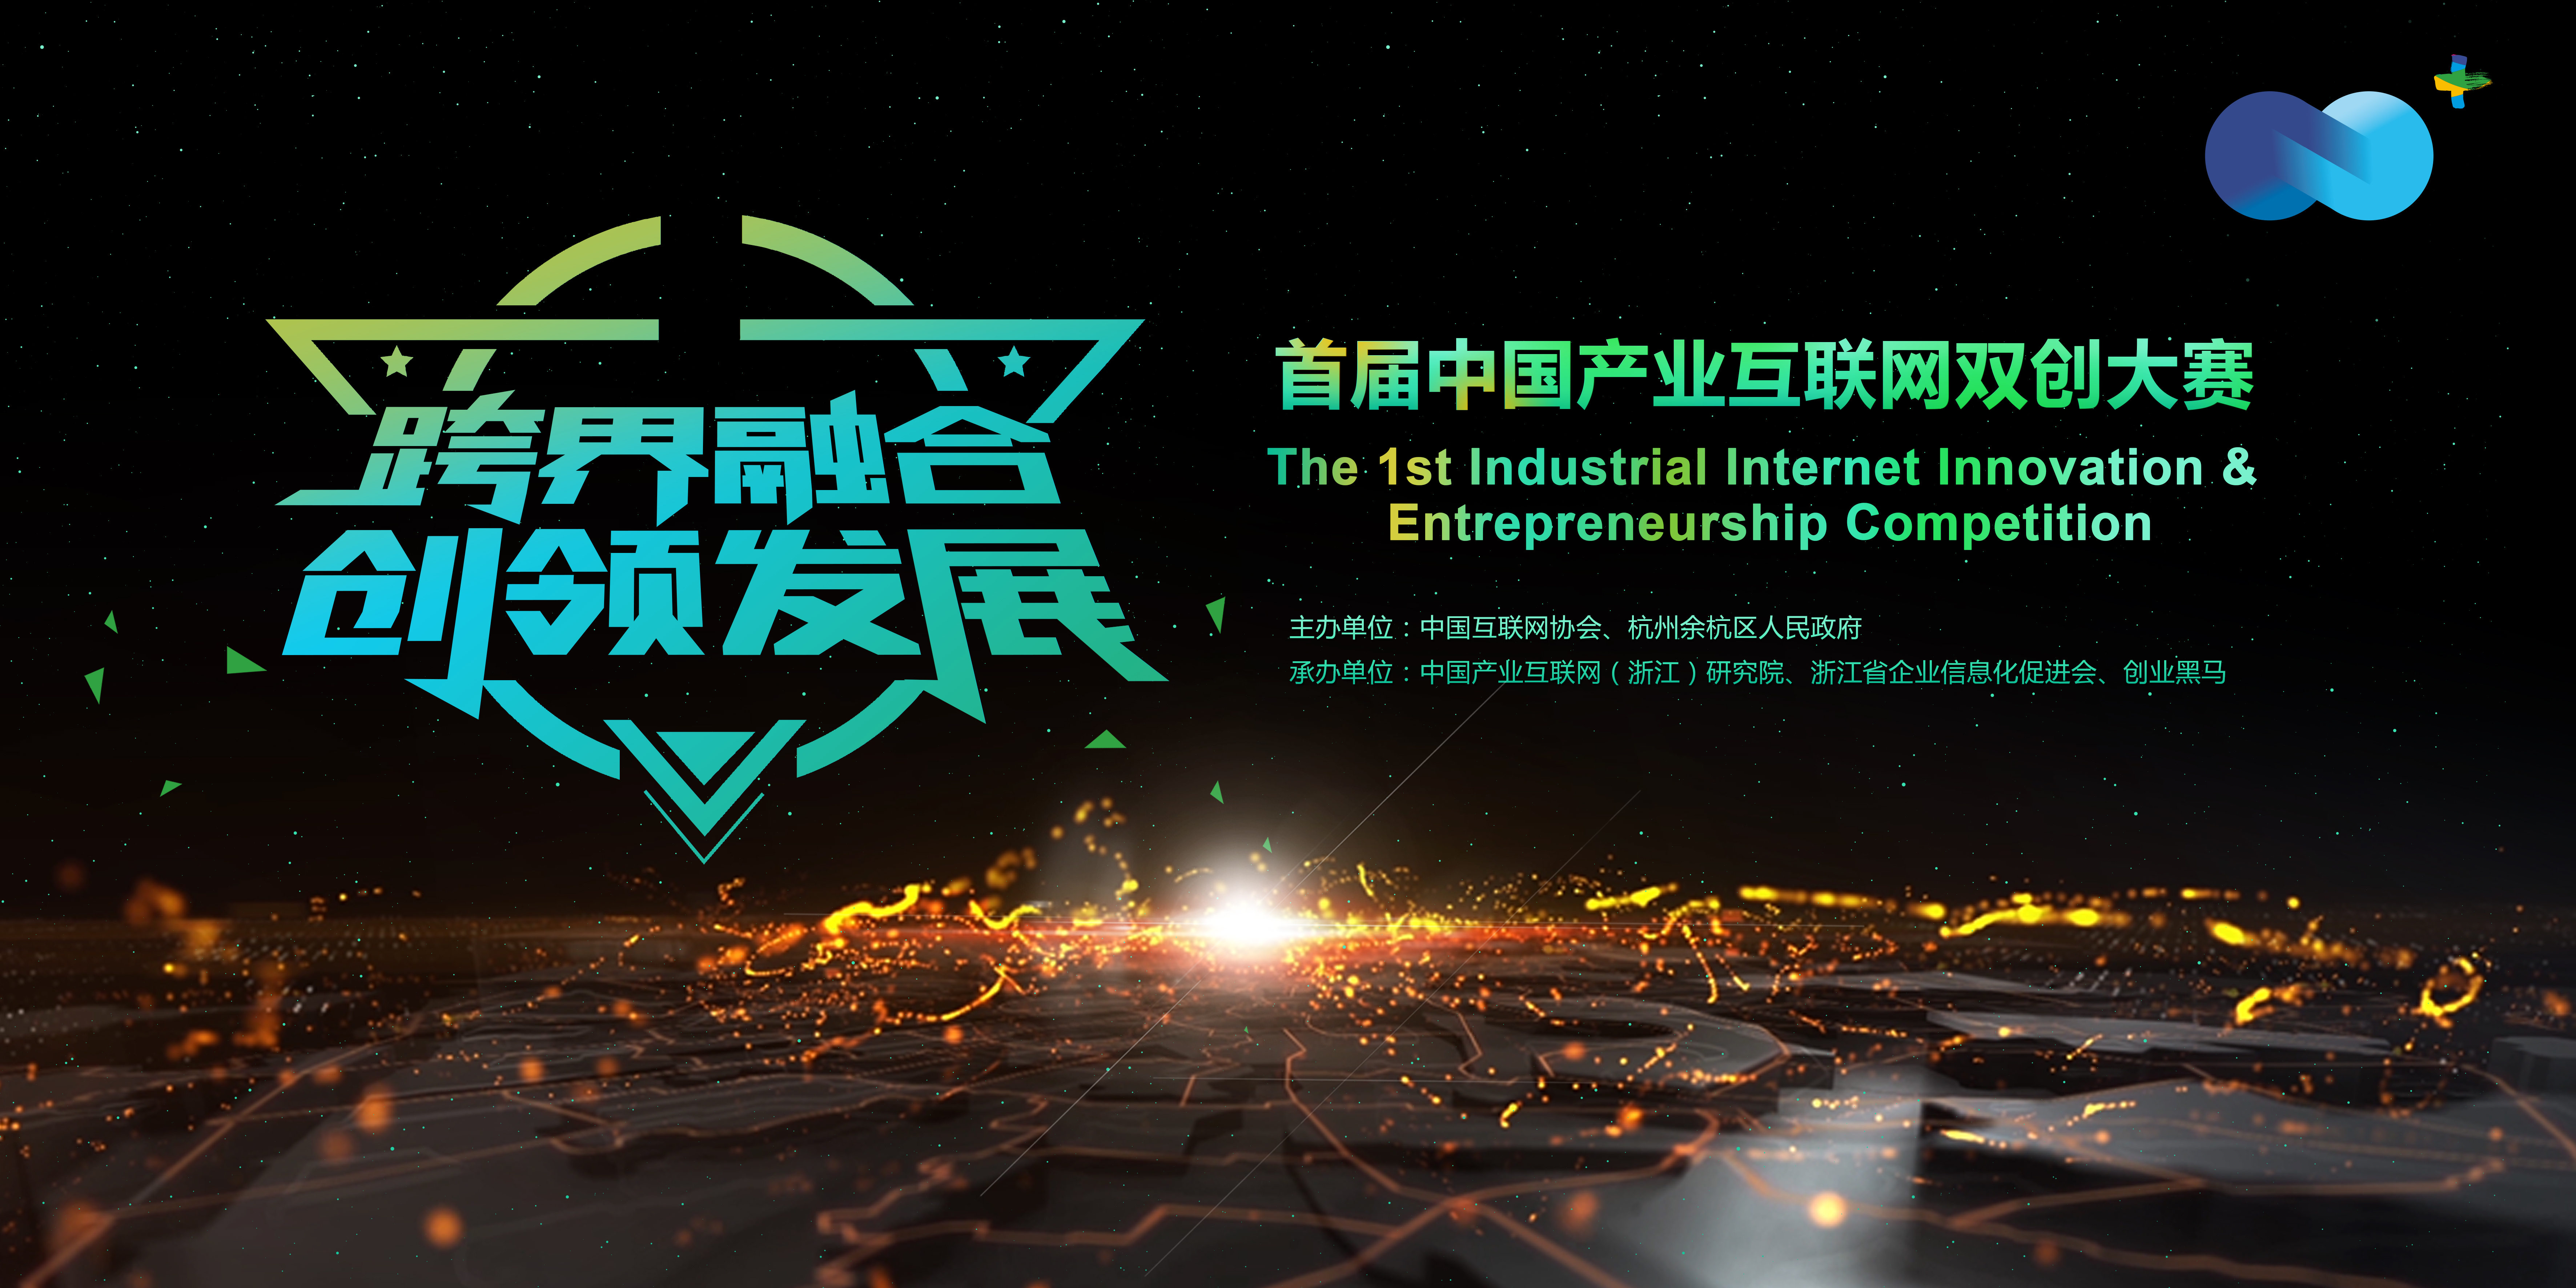 跨界融合
创领发展
首届中国产业互联网双创大赛
The 1st Industrial Internet Innovation &
Entrepreneurship Competition
主办单位：中国互联网协会、杭州余杭区人民政府
承办单位：中国产业互联网（浙江）研究院、浙江省企业信息化促进会、创业黑马